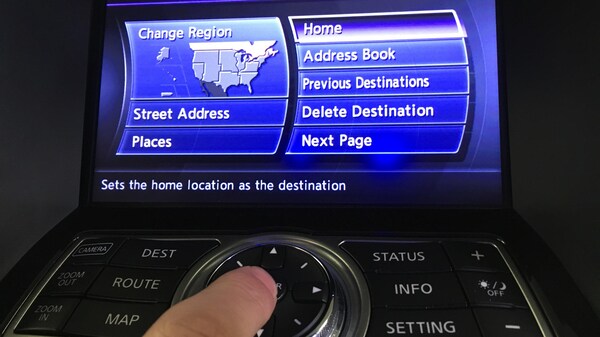 Change Region
Home
Address Book
Previous Destinations
Street Address
Delete Destination
Places
Next Page
Sets the home location as the destination
CAMERA
DEST
STATUS
+
ZOOM OUT
ROUTE
INFO
OFF
ZOOM IN
MAP
SETTING
−